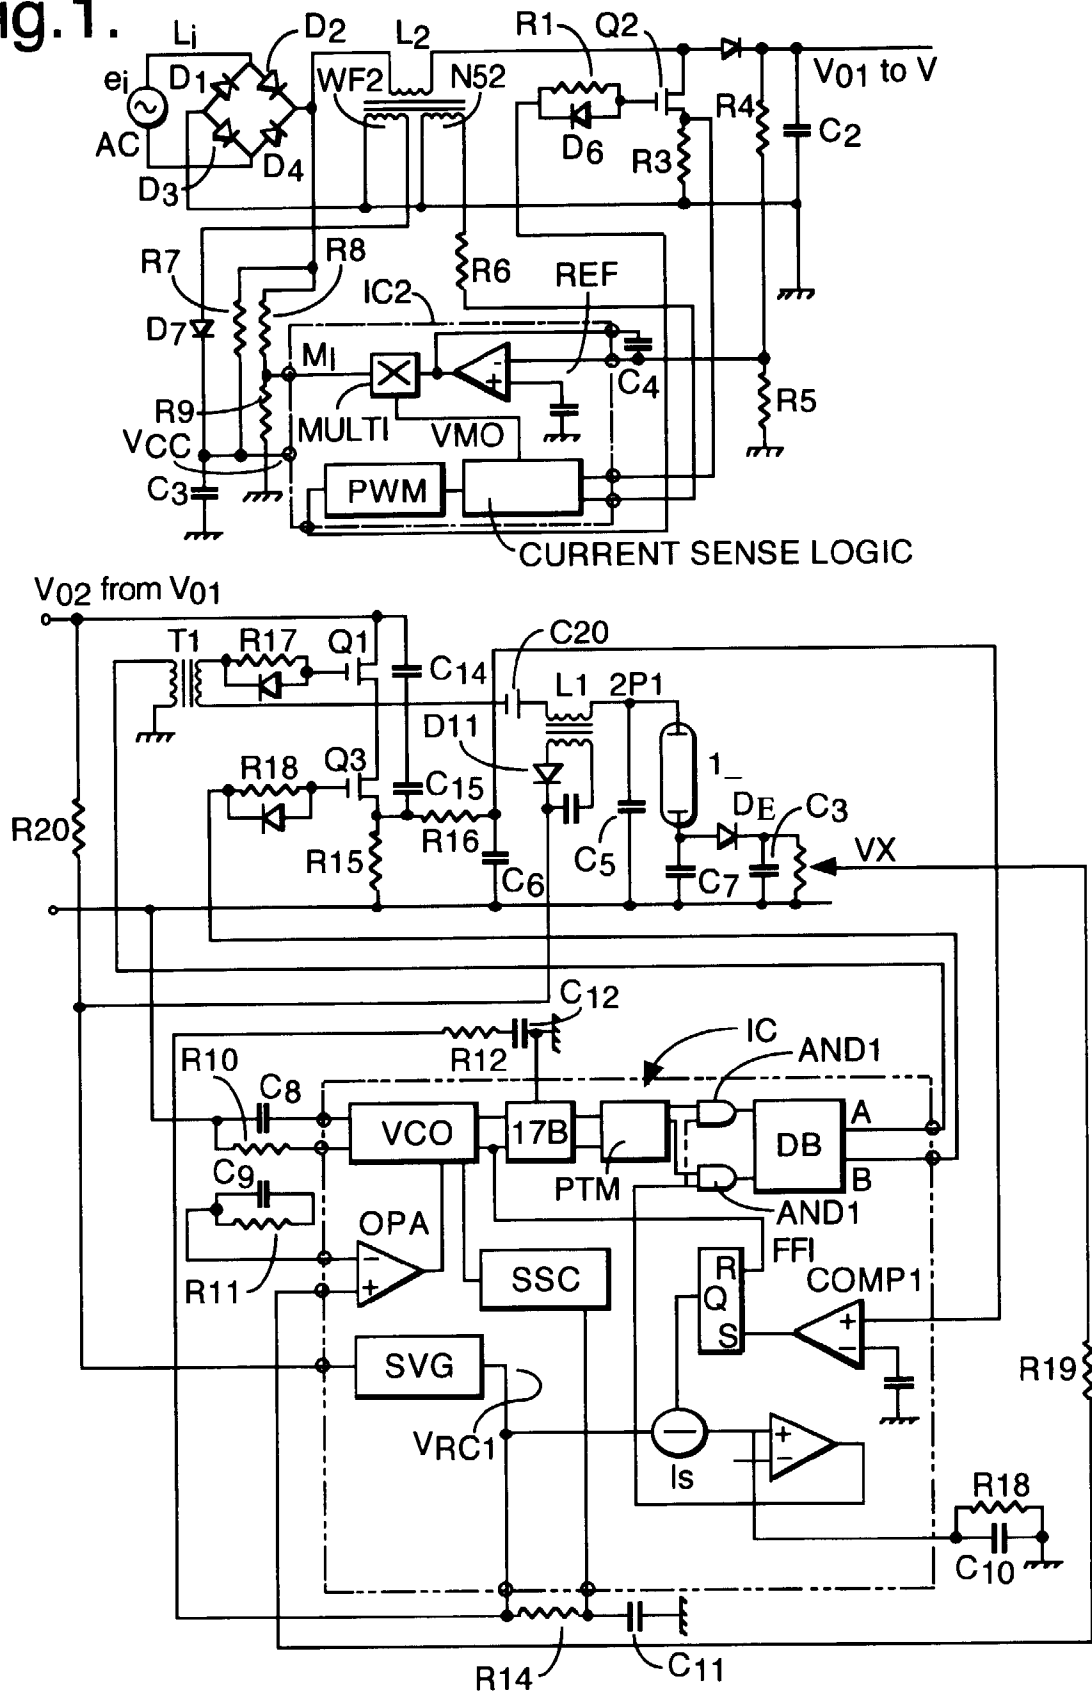 ig.1.
Li
D2
L2
R1
Q2
ei
D1
WF2
N52
V01 to V
AC
R4
D6
R3
C2
D3
D4
R7
R8
R6
IC2
REF
D7
MI
C4
R9
MULTI
VMO
R5
VCC
C3
PWM
CURRENT SENSE LOGIC
V02 from V01
T1
R17
Q1
C20
C14
L1
2P1
D11
R18
Q3
C15
1_
DE
C3
R20
R16
R15
C6
C5
C7
VX
C12
R12
IC
AND1
R10
C8
VCO
17B
PTM
DB
A
B
C9
OPA
AND1
R11
FFI
SSC
R
Q
S
COMP1
+
−
−
+
SVG
R19
VRC1
Is
+
−
R18
C10
R14
C11